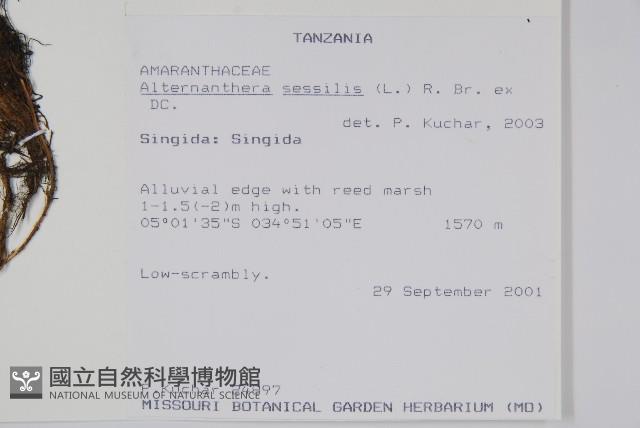 TANZANIA
AMARANTHACEAE
Alternanthera sessilis (L.) R. Br. ex
DC.
det. P. Kuchar, 2003
Singida: Singida
Alluvial edge with reed marsh
1-1.5(-2)m high.
05°01'35"S 034°51'05"E 1570 m
Low-scrambly.
29 September 2001
P. Kuchar
國立自然科學博物館
NATIONAL MUSEUM OF NATURAL SCIENCE
MISSOURI BOTANICAL GARDEN HERBARIUM (MO)